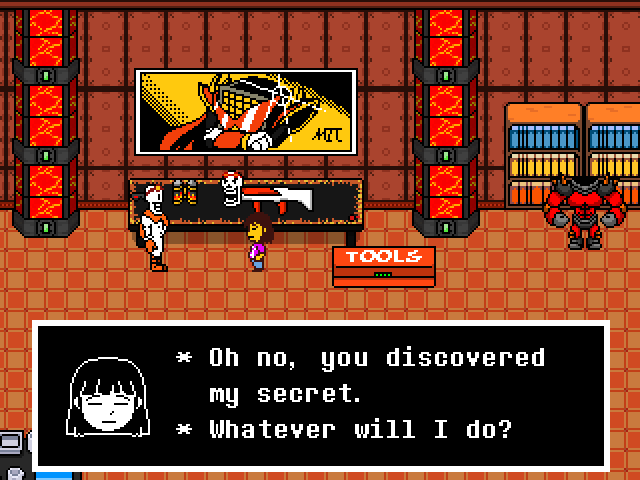 MTT
TOOLS
* Oh no, you discovered
my secret.
* Whatever will I do?